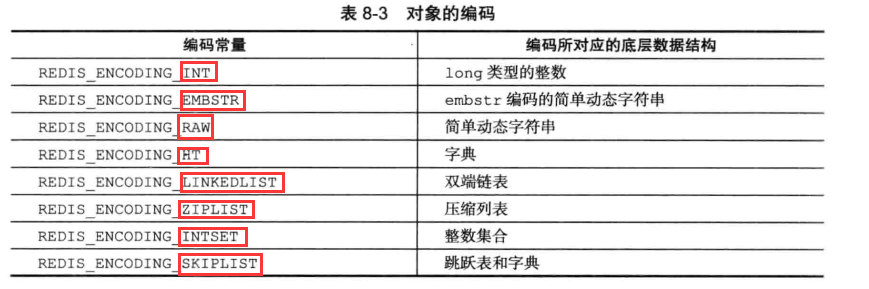 表 8-3 对象的编码
编码常量 编码所对应的底层数据结构
REDIS_ENCODING_INT long 类型的整数
REDIS_ENCODING_EMBSTR embstr 编码的简单动态字符串
REDIS_ENCODING_RAW 简单动态字符串
REDIS_ENCODING_HT 字典
REDIS_ENCODING_LINKEDLIST 双端链表
REDIS_ENCODING_ZIPLIST 压缩列表
REDIS_ENCODING_INTSET 整数集合
REDIS_ENCODING_SKIPLIST 跳跃表和字典